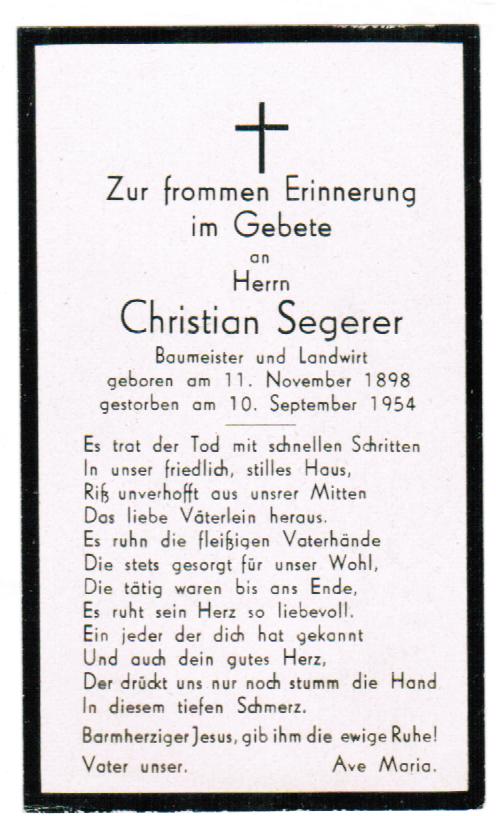 Zur frommen Erinnerung
im Gebete
an
Herrn
Christian Segerer
Baumeister und Landwirt
geboren am 11. November 1898
gestorben am 10. September 1954
Es trat der Tod mit schnellen Schritten
In unser friedlich, stilles Haus,
Riß unverhofft aus unsrer Mitten
Das liebe Väterlein heraus.
Es ruhn die fleißigen Vaterhände
Die stets gesorgt für unser Wohl,
Die tätig waren bis ans Ende,
Es ruht sein Herz so liebevoll.
Ein jeder der dich hat gekannt
Und auch dein gutes Herz,
Der drückt uns nur noch stumm die Hand
In diesem tiefen Schmerz.
Barmherziger Jesus, gib ihm die ewige Ruhe!
Vater unser. Ave Maria.